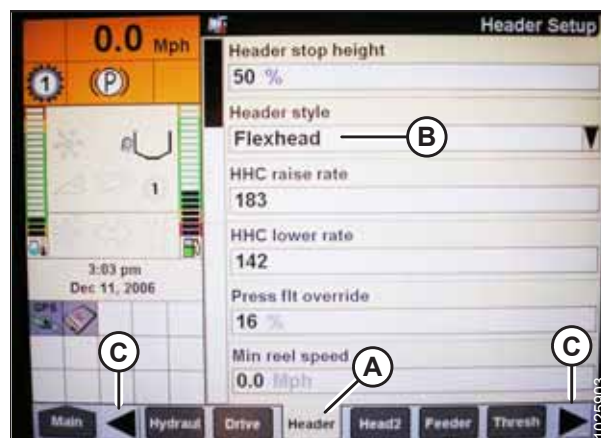 0.0 Mph
Header Setup
1
(P)
Header stop height
50 %
Header style
Flexhead
B
HHC raise rate
183
1
HHC lower rate
142
3:03 pm
Dec 11, 2006
Press flt override
16 %
GPS
Min reel speed
0.0 Mph
C
A
C
Main
Hydraul
Drive
Header
Head2
Feeder
Thresh
1025903